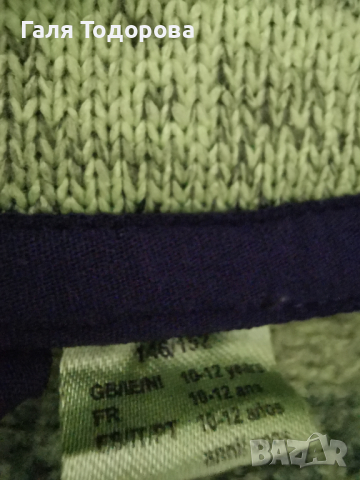 Галя Тодорова
146/152
GB/IE/NI 10-12 years
FR 10-12 ans
ES/IT/PT 10-12 años
bazar